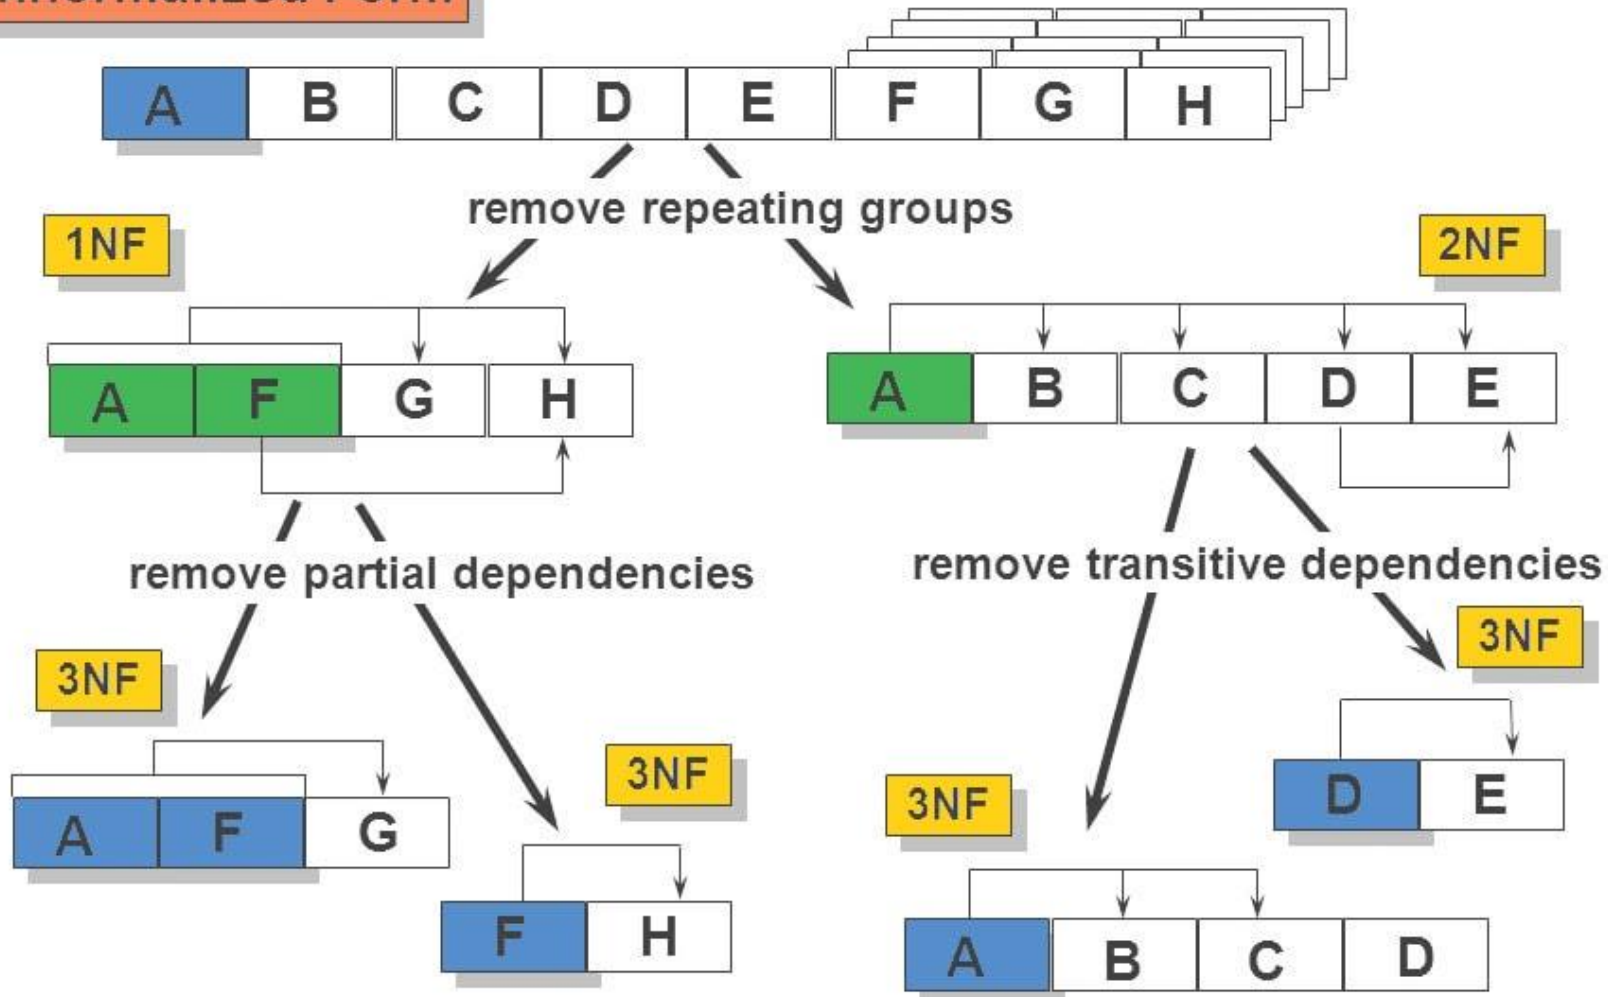 A B C D E F G H
remove repeating groups
1NF
2NF
A F G H
A B C D E
remove partial dependencies
remove transitive dependencies
3NF
3NF
3NF
3NF
A F G
D E
F H
A B C D